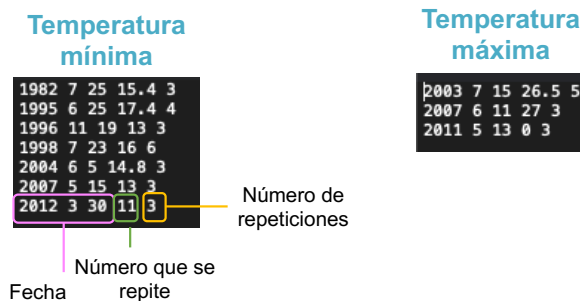 Temperatura
mínima
1982 7 25 15.4 3
1995 6 25 17.4 4
1996 11 19 13 3
1998 7 23 16 6
2004 6 5 14.8 3
2007 5 15 13 3
2012 3 30 11 3
Número de
repeticiones
Número que se
repite
Fecha
Temperatura
máxima
2003 7 15 26.5 5
2007 6 11 27 3
2011 5 13 0 3